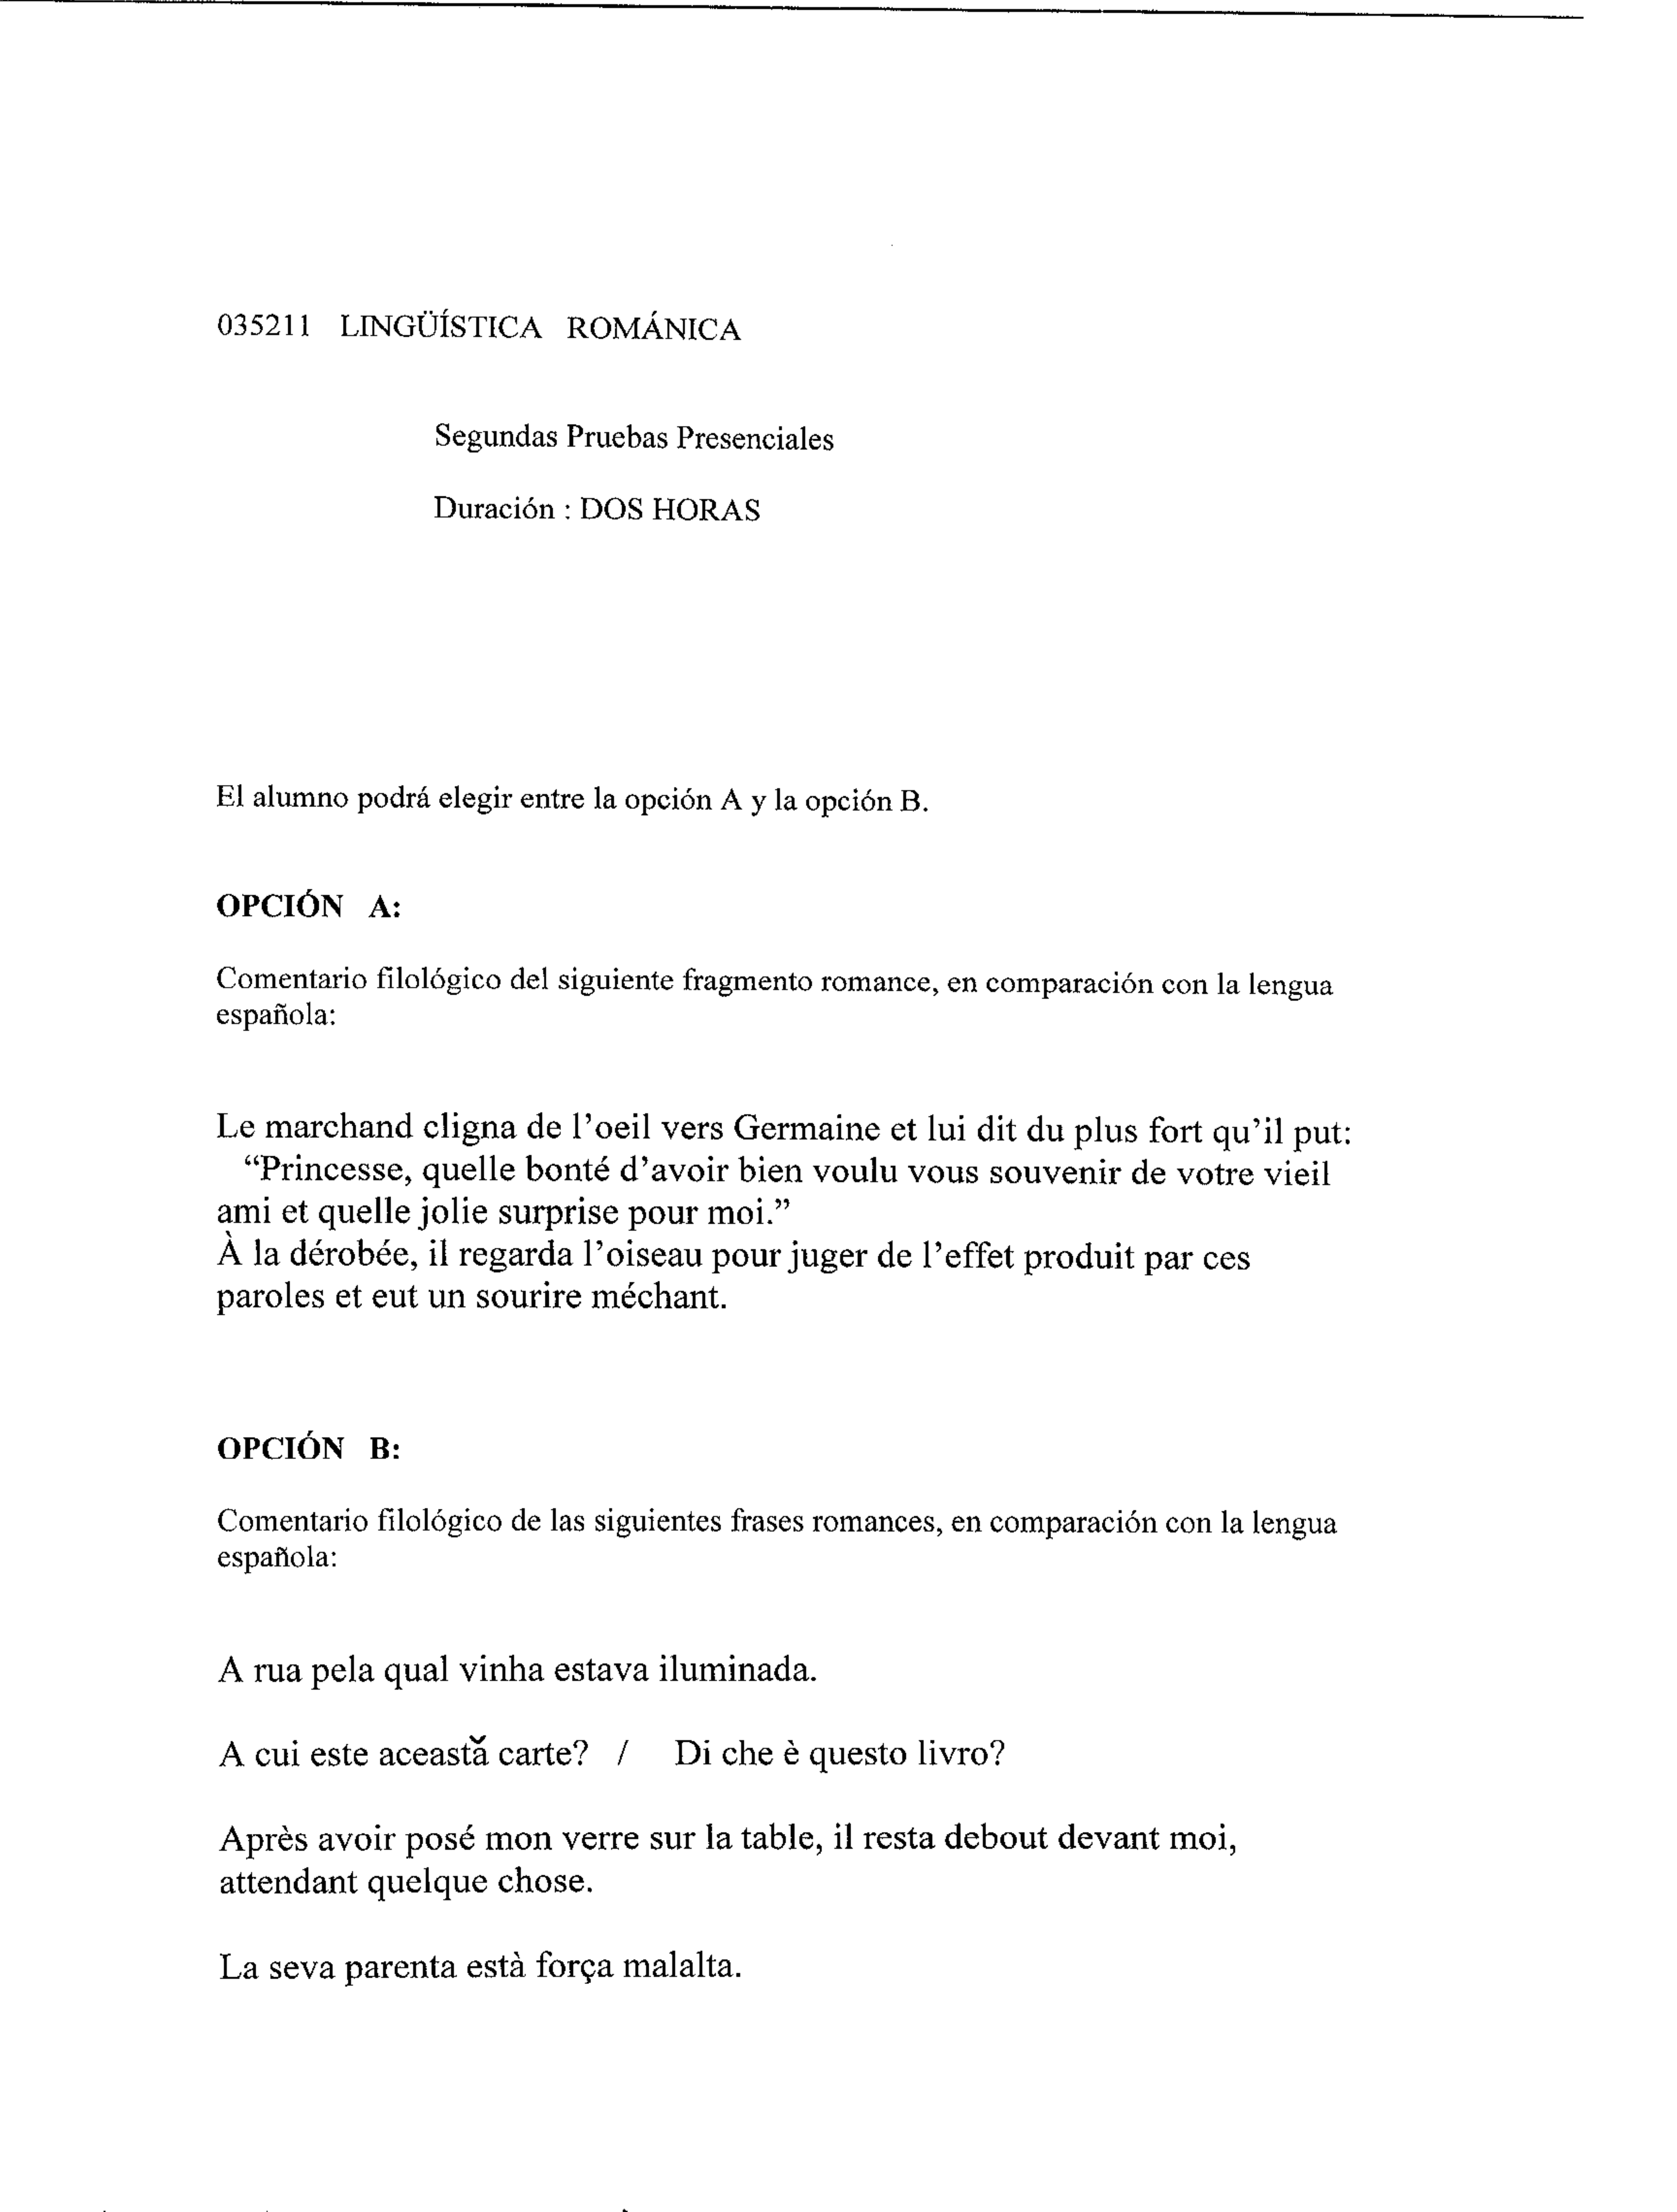 035211 LINGÜÍSTICA ROMÁNICA
Segundas Pruebas Presenciales
Duración : DOS HORAS
El alumno podrá elegir entre la opción A y la opción B.
OPCIÓN A:
Comentario filológico del siguiente fragmento romance, en comparación con la lengua
española:
Le marchand cligna de l'oeil vers Germaine et lui dit du plus fort qu'il put:
“Princesse, quelle bonté d'avoir bien voulu vous souvenir de votre vieil
ami et quelle jolie surprise pour moi.”
À la dérobée, il regarda l'oiseau pour juger de l'effet produit par ces
paroles et eut un sourire méchant.
OPCIÓN B:
Comentario filológico de las siguientes frases romances, en comparación con la lengua
española:
A rua pela qual vinha estava iluminada.
A cui este această carte? / Di che è questo livro?
Après avoir posé mon verre sur la table, il resta debout devant moi,
attendant quelque chose.
La seva parenta està força malalta.